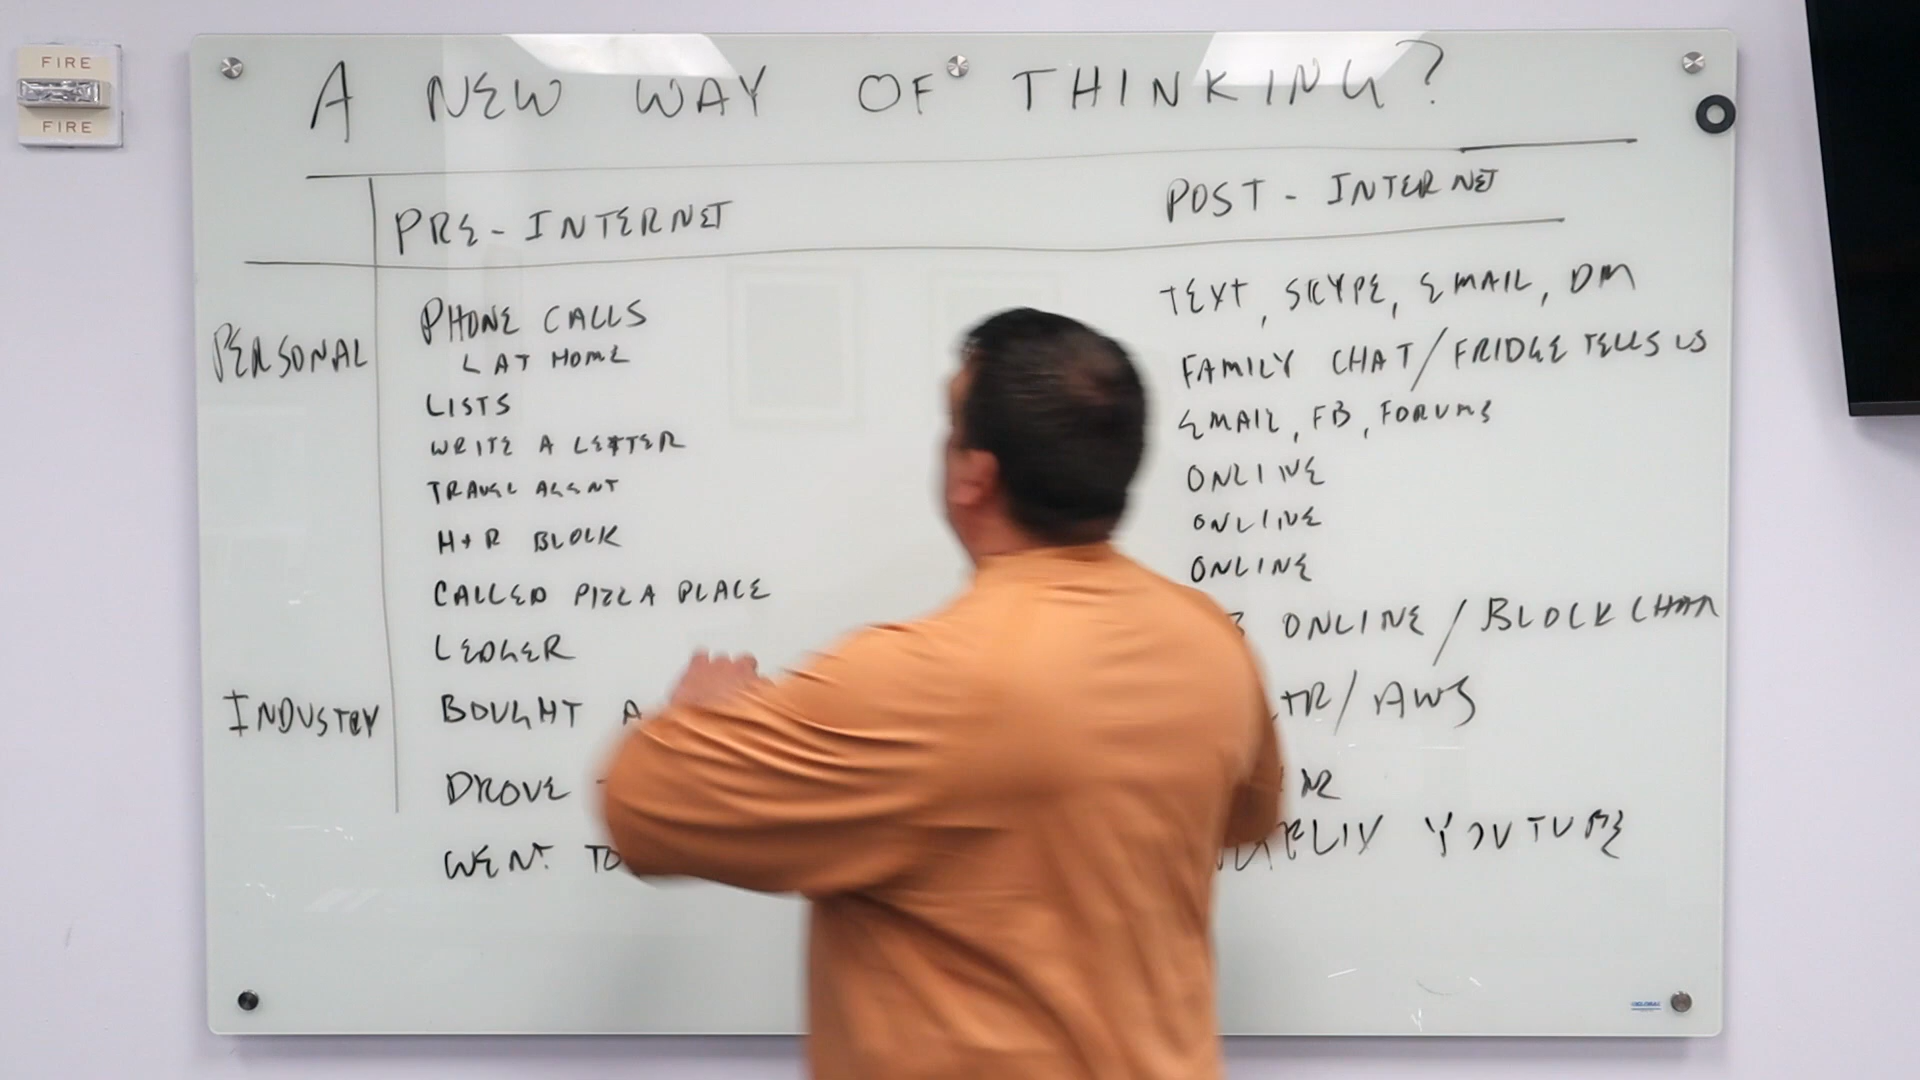 FIRE
FIRE
A NEW WAY OF THINKING?
PRE-INTERNET
POST-INTERNET
PERSONAL
PHONE CALLS
TEXT, SKYPE, EMAIL, DM
AT HOME
LISTS
FAMILY CHAT/FRIDGE TELLS US
WRITE A LETTER
EMAIL, FB, FORUMS
TRAVEL AGENT
ONLINE
H+R BLOCK
ONLINE
CALLED PIZZA PLACE
ONLINE
LEDGER
ONLINE/BLOCKCHAIN
INDUSTRY
BOUGHT A
/AWS
DROVE
WENT TO
YOUTUBE
GLOBAL